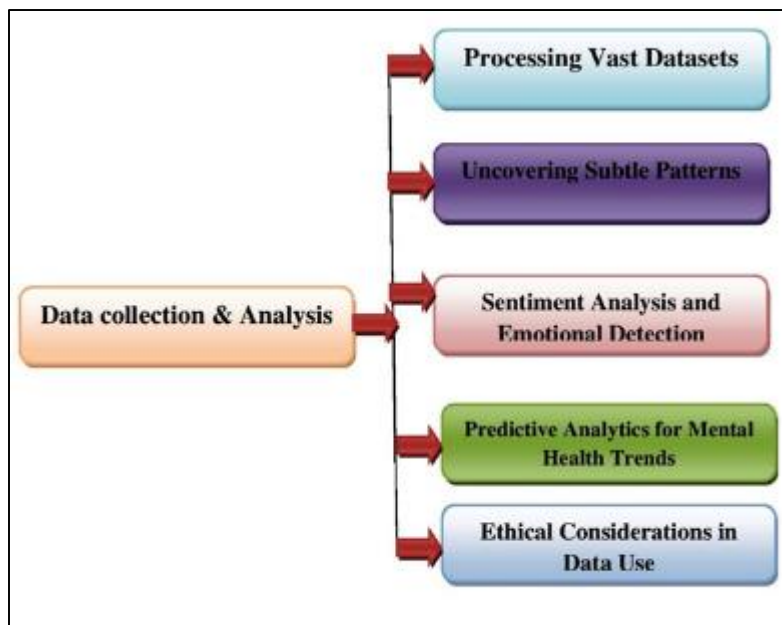 Processing Vast Datasets
Uncovering Subtle Patterns
Data collection & Analysis
Sentiment Analysis and
Emotional Detection
Predictive Analytics for Mental
Health Trends
Ethical Considerations in
Data Use